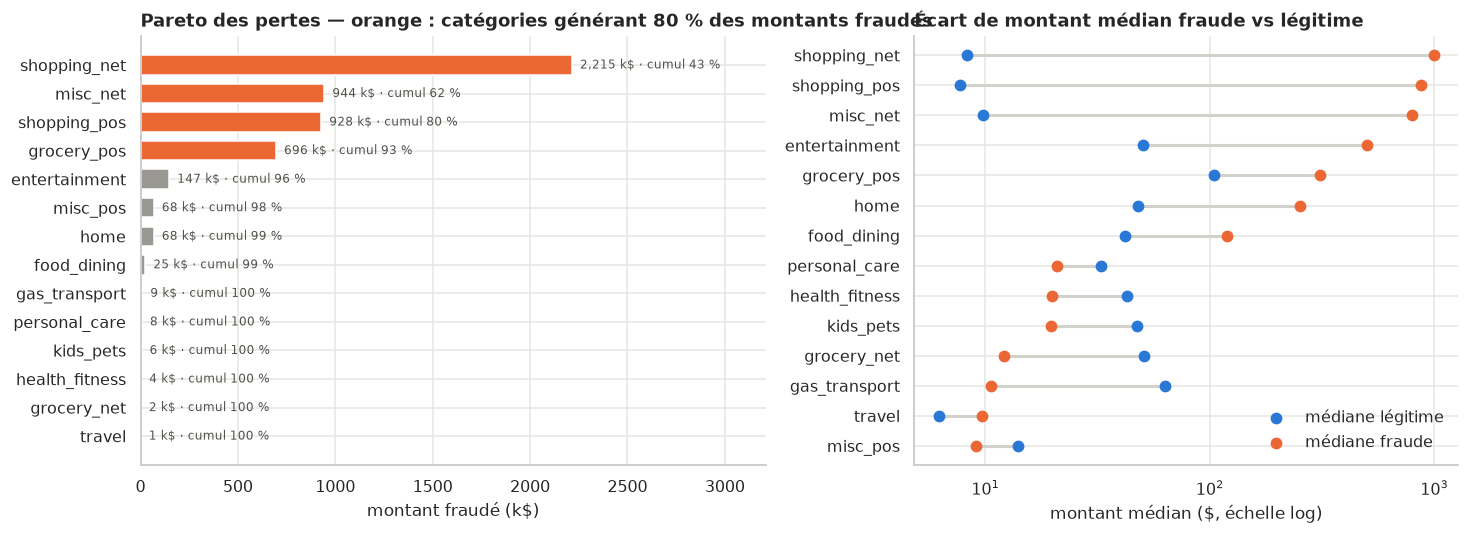 Pareto des pertes — orange : catégories générant 80 % des montants fraudés
shopping_net
2,215 k$ · cumul 43 %
misc_net
944 k$ · cumul 62 %
shopping_pos
928 k$ · cumul 80 %
grocery_pos
696 k$ · cumul 93 %
entertainment
147 k$ · cumul 96 %
misc_pos
68 k$ · cumul 98 %
home
68 k$ · cumul 99 %
food_dining
25 k$ · cumul 99 %
gas_transport
9 k$ · cumul 100 %
personal_care
8 k$ · cumul 100 %
kids_pets
6 k$ · cumul 100 %
health_fitness
4 k$ · cumul 100 %
grocery_net
2 k$ · cumul 100 %
travel
1 k$ · cumul 100 %
0 500 1000 1500 2000 2500 3000
montant fraudé (k$)
Écart de montant médian fraude vs légitime
shopping_net
shopping_pos
misc_net
entertainment
grocery_pos
home
food_dining
personal_care
health_fitness
kids_pets
grocery_net
gas_transport
travel
misc_pos
médiane légitime
médiane fraude
10¹ 10² 10³
montant médian ($, échelle log)